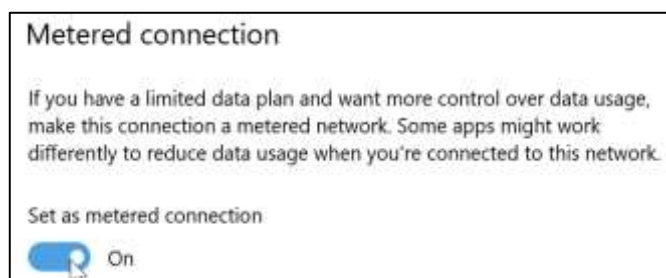 Metered connection
If you have a limited data plan and want more control over data usage,
make this connection a metered network. Some apps might work
differently to reduce data usage when you're connected to this network.
Set as metered connection
On